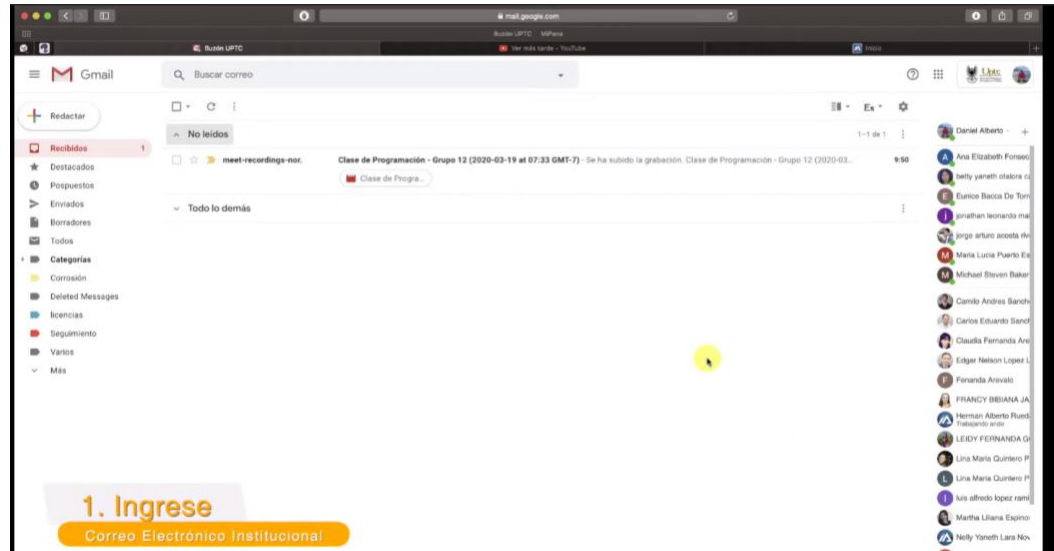 mail.google.com
Buzón UPTC MiPana
Buzón UPTC
Ver más tarde - YouTube
Inicio
Gmail
Buscar correo
Uptc
Redactar
Es
No leídos
1-1 de 1
Recibidos 1
meet-recordings-nor. Clase de Programación - Grupo 12 (2020-03-19 at 07:33 GMT-7) - Se ha subido la grabación. Clase de Programación - Grupo 12 (2020-03... 9:50
Clase de Progra...
Destacados
Pospuestos
Todo lo demás
Enviados
Borradores
Todos
Categorías
Corrosión
Deleted Messages
licencias
Seguimiento
Varios
Más
Daniel Alberto
Ana Elizabeth Fonsec
betty yaneth otalora ca
Eunice Bacca De Torr
jonathan leonardo mal
jorge arturo acosta
Maria Lucia Puerto Es
Michael Steven Baker
Camilo Andres Sanch
Carlos Eduardo Sanch
Claudia Fernanda Are
Edgar Nelson Lopez L
Fenanda Arevalo
FRANCY BIBIANA JA
Herman Alberto Rued
Trabajando ando
LEIDY FERNANDA G
Lina Maria Quintero P
Lina Maria Quintero P
luis alfredo lopez rami
Martha Liliana Espino
Nelly Yaneth Lara Nov
1. Ingrese
Correo Electrónico Institucional